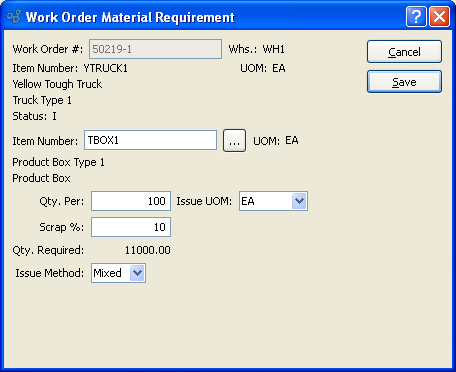 Work Order Material Requirement
Work Order #: 50219-1 Whs.: WH1 Cancel
Item Number: YTRUCK1 UOM: EA
Yellow Tough Truck Save
Truck Type 1
Status: I
Item Number: TBOX1 ... UOM: EA
Product Box Type 1
Product Box
Qty. Per: 100 Issue UOM: EA
Scrap %: 10
Qty. Required: 11000.00
Issue Method: Mixed